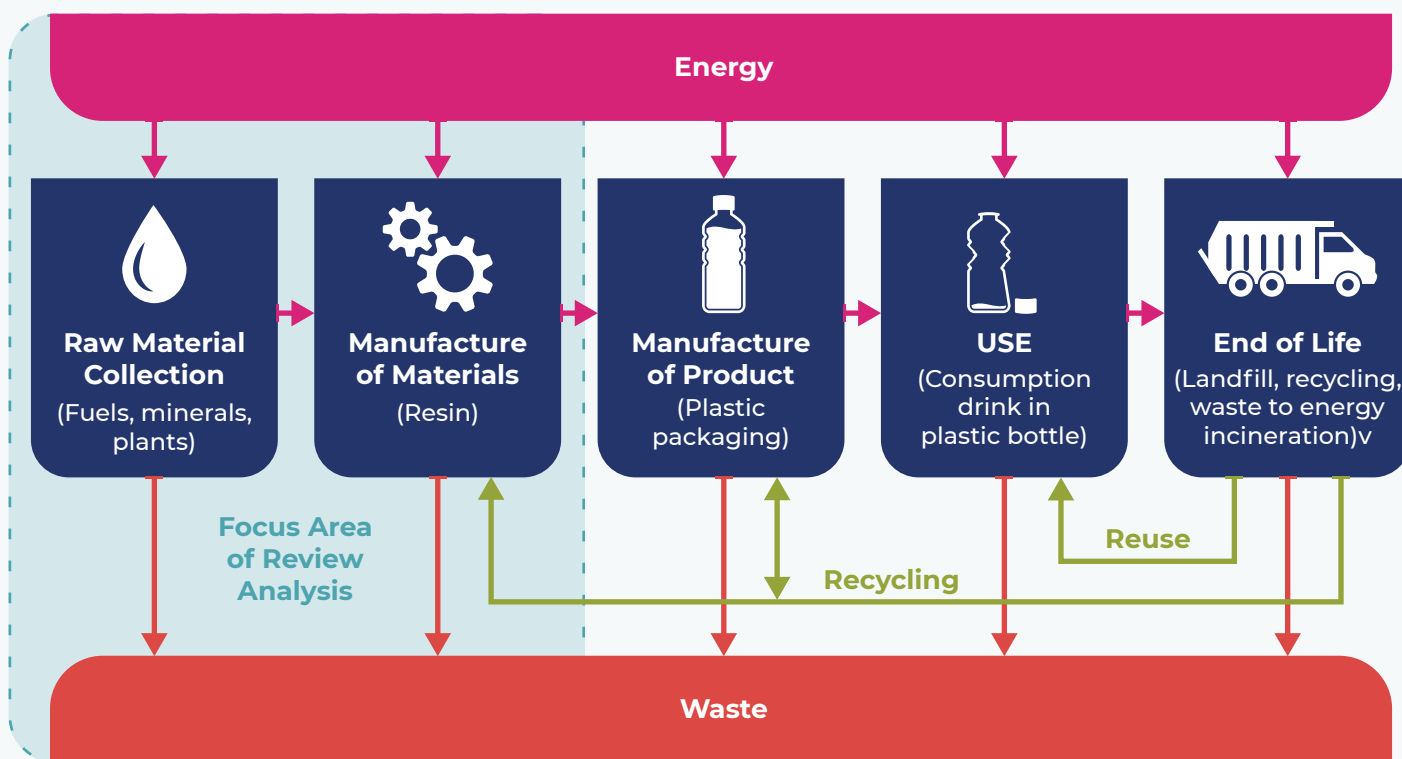 Energy
Raw Material
Collection
(Fuels, minerals,
plants)
Manufacture
of Materials
(Resin)
Manufacture
of Product
(Plastic
packaging)
USE
(Consumption
drink in
plastic bottle)
End of Life
(Landfill, recycling,
waste to energy
incineration)v
Focus Area
of Review
Analysis
Reuse
Recycling
Waste